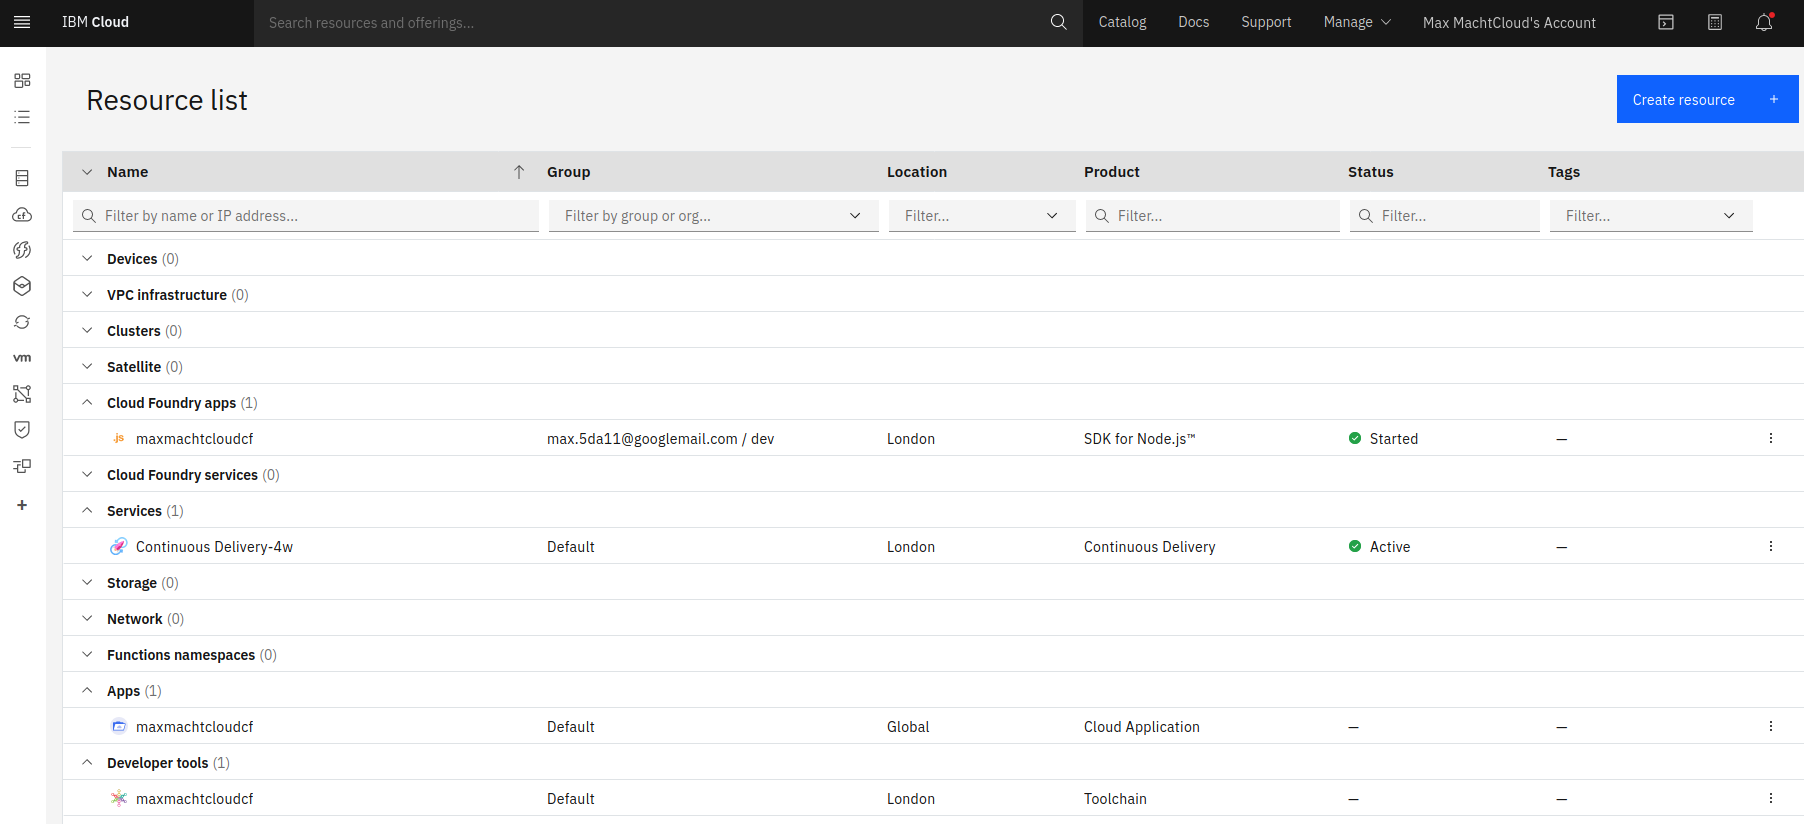 IBM Cloud
Search resources and offerings...
Catalog
Docs
Support
Manage
Max MachtCloud's Account
Resource list
Create resource +
Name Group Location Product Status Tags
Filter by name or IP address... Filter by group or org... Filter... Filter... Filter... Filter...
Devices (0)
VPC infrastructure (0)
Clusters (0)
Satellite (0)
Cloud Foundry apps (1)
.js maxmachtcloudcf max.5da11@googlemail.com / dev London SDK for Node.js™ Started –
Cloud Foundry services (0)
Services (1)
Continuous Delivery-4w Default London Continuous Delivery Active –
Storage (0)
Network (0)
Functions namespaces (0)
Apps (1)
maxmachtcloudcf Default Global Cloud Application – –
Developer tools (1)
maxmachtcloudcf Default London Toolchain – –
cf
vm
+